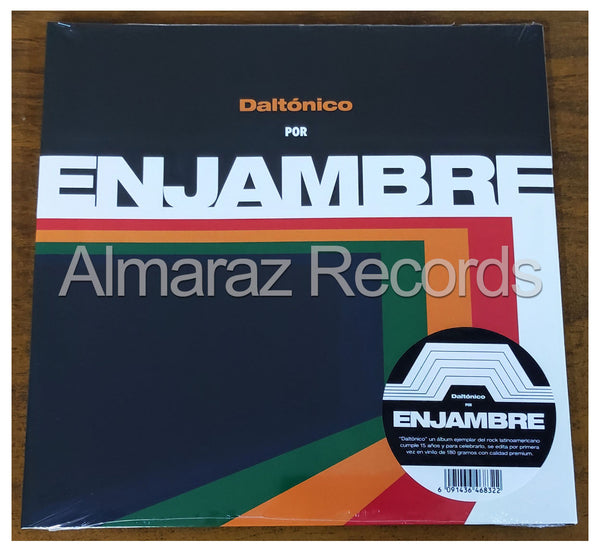 Daltónico
POR
ENJAMBRE
Almaraz Records
Daltónico
POR
ENJAMBRE
"Daltónico" un álbum ejemplar del rock latinoamericano
cumple 15 años y para celebrarlo, se edita por primera
vez en vinilo de 180 gramos con calidad premium.
6 091436 468322